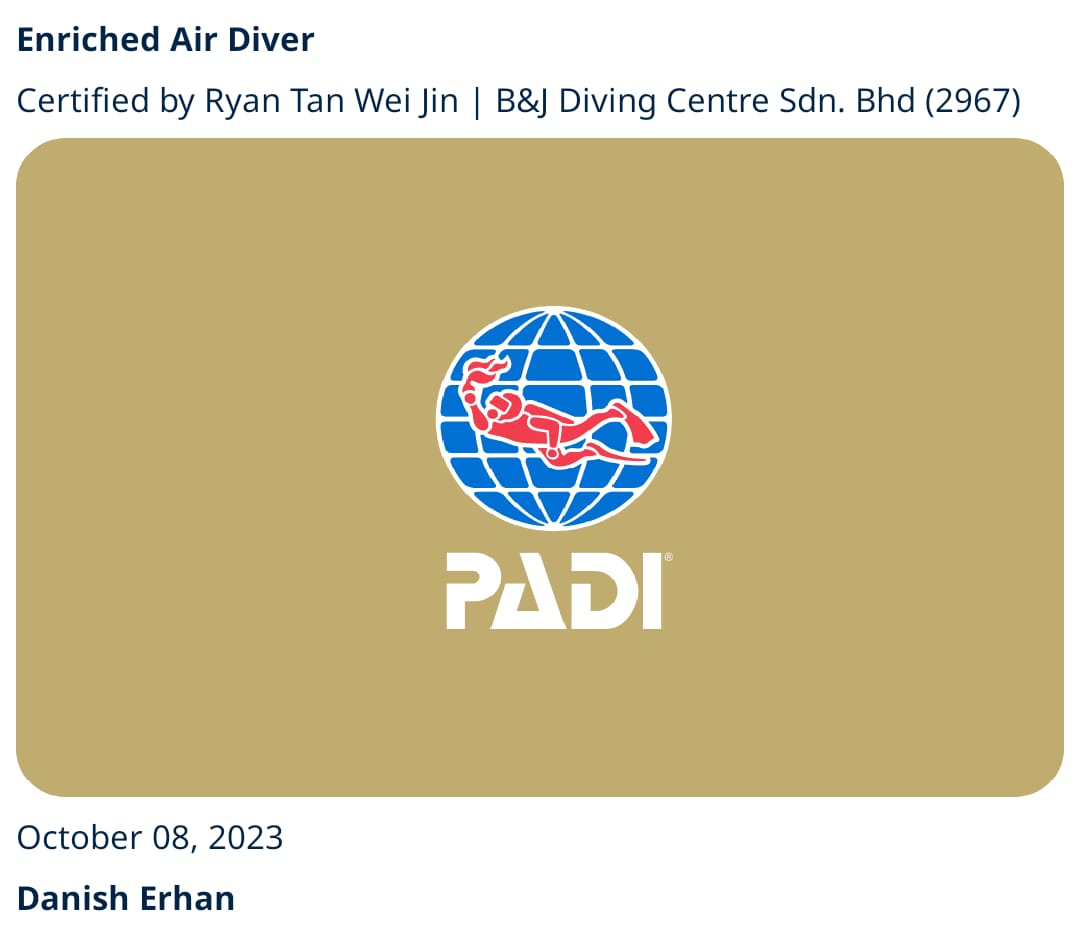 Enriched Air Diver
Certified by Ryan Tan Wei Jin | B&J Diving Centre Sdn. Bhd (2967)
PADI®
October 08, 2023
Danish Erhan